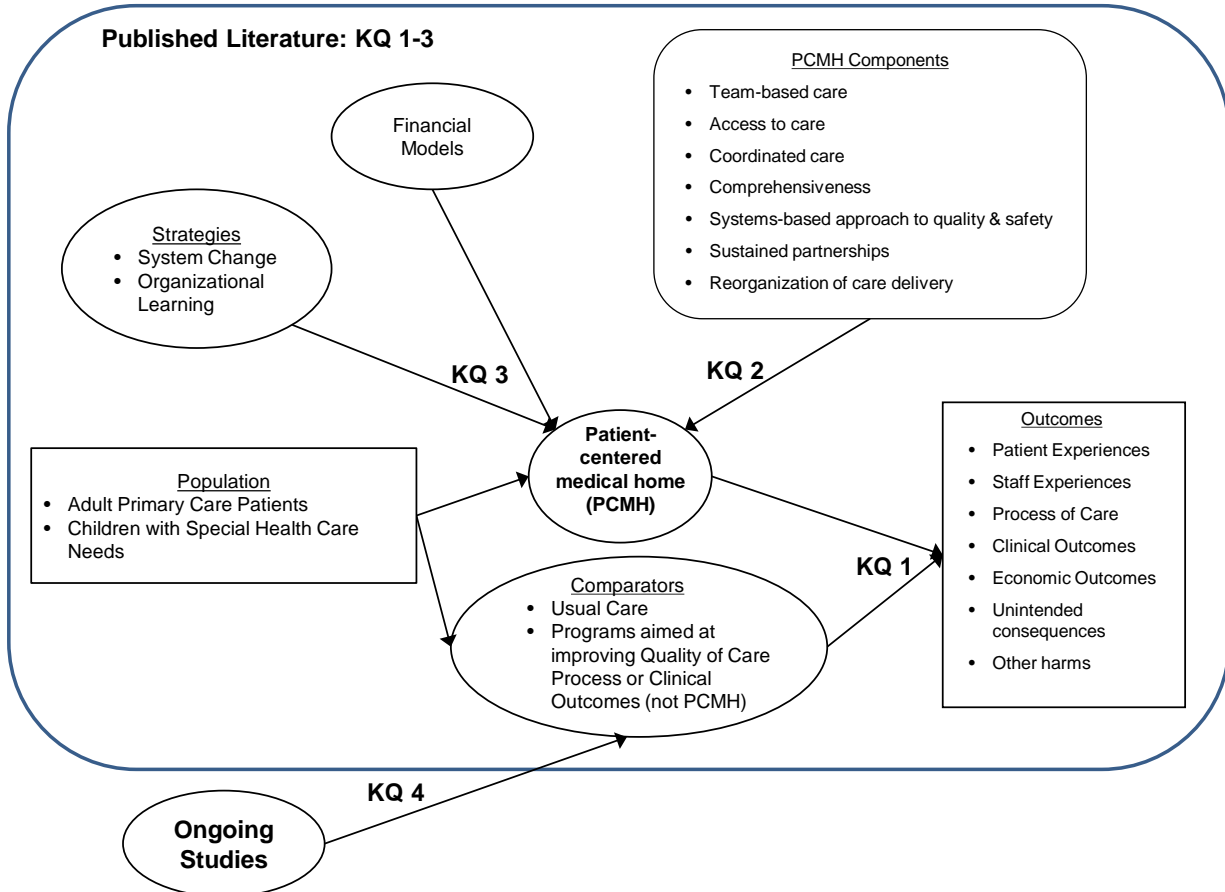 Published Literature: KQ 1-3
PCMH Components
• Team-based care
• Access to care
• Coordinated care
• Comprehensiveness
• Systems-based approach to quality & safety
• Sustained partnerships
• Reorganization of care delivery
Financial
Models
Strategies
• System Change
• Organizational
Learning
KQ 3
KQ 2
Patient-
centered
medical home
(PCMH)
Population
• Adult Primary Care Patients
• Children with Special Health Care
Needs
Outcomes
• Patient Experiences
• Staff Experiences
• Process of Care
• Clinical Outcomes
• Economic Outcomes
• Unintended
consequences
• Other harms
KQ 1
Comparators
• Usual Care
• Programs aimed at
improving Quality of Care
Process or Clinical
Outcomes (not PCMH)
KQ 4
Ongoing
Studies